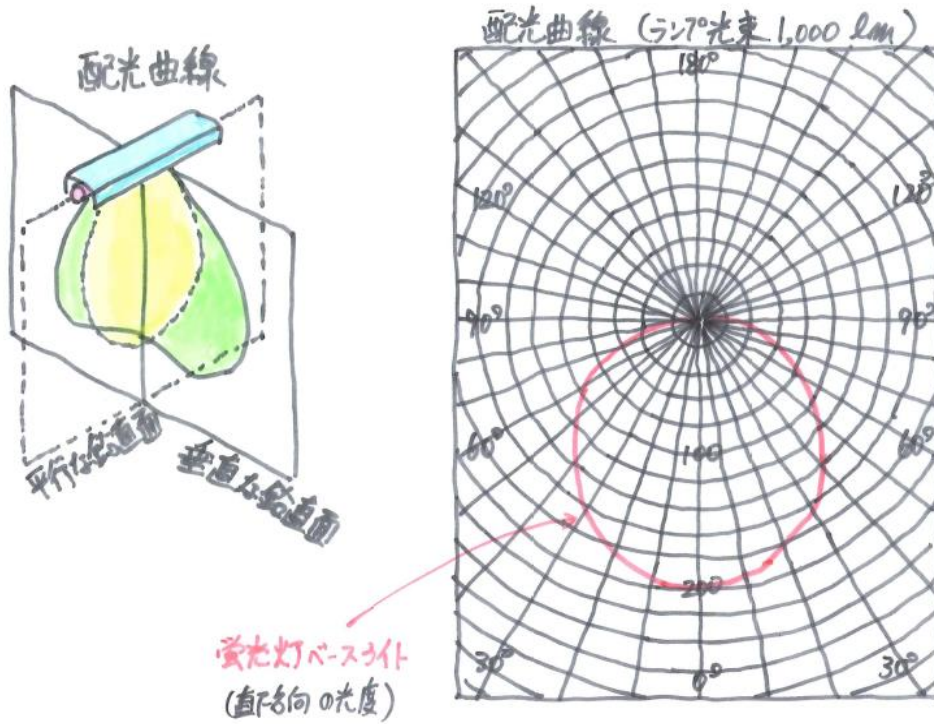 配光曲線
平行な鉛直面
垂直な鉛直面
蛍光灯ベースライト
(直下方向の光度)
配光曲線 (ランプ光束 1,000 lm)
180°
120°
120°
90°
90°
60°
100
60°
200
30°
0°
30°